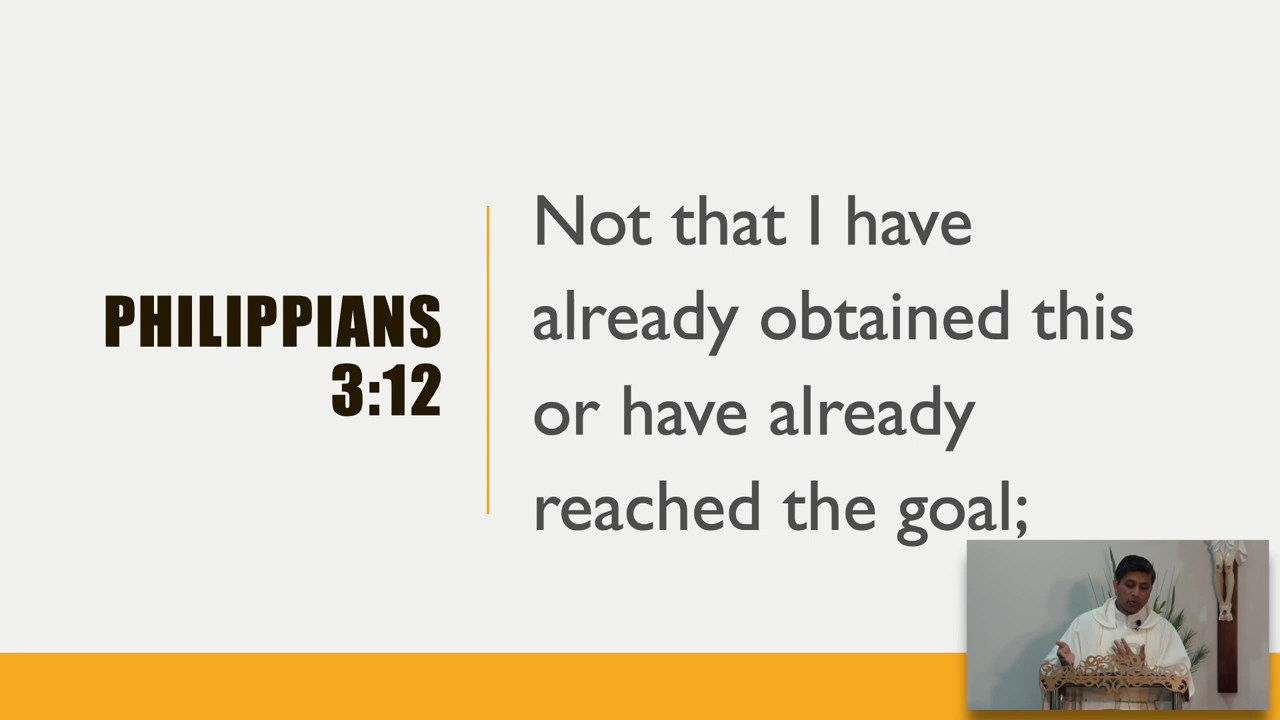 PHILIPPIANS
3:12
Not that I have
already obtained this
or have already
reached the goal;